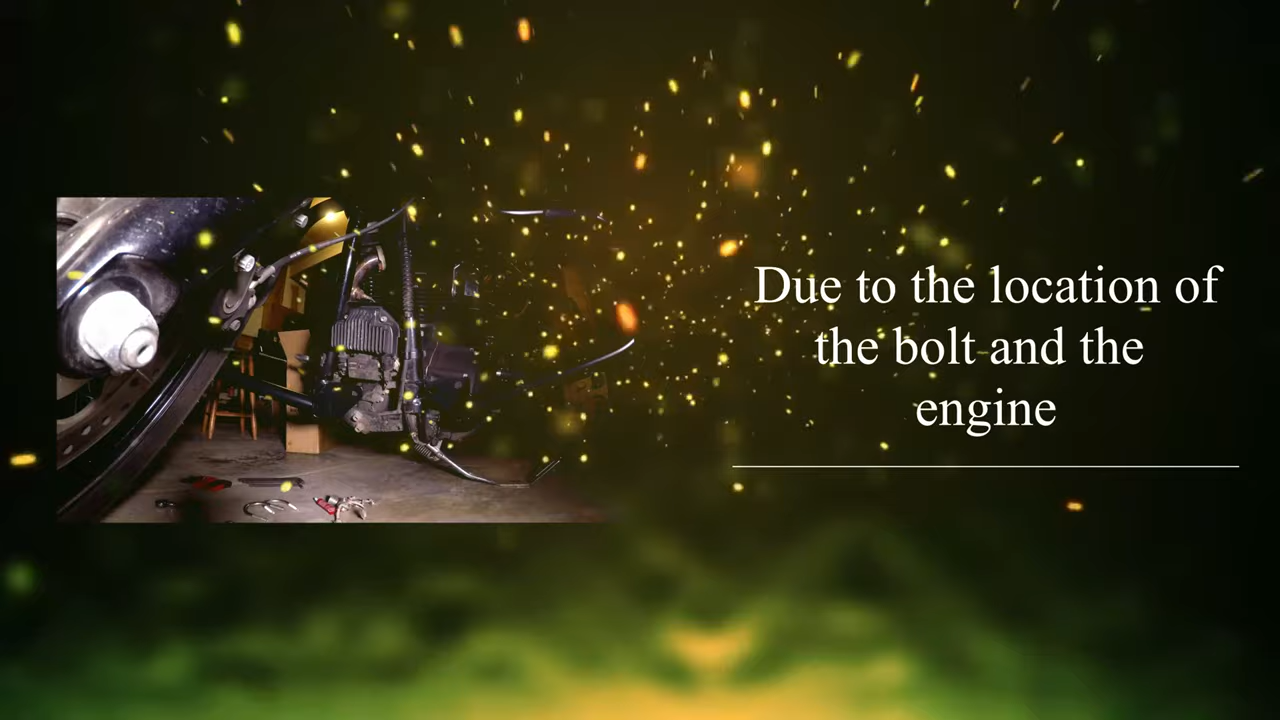 Due to the location of
the bolt and the
engine